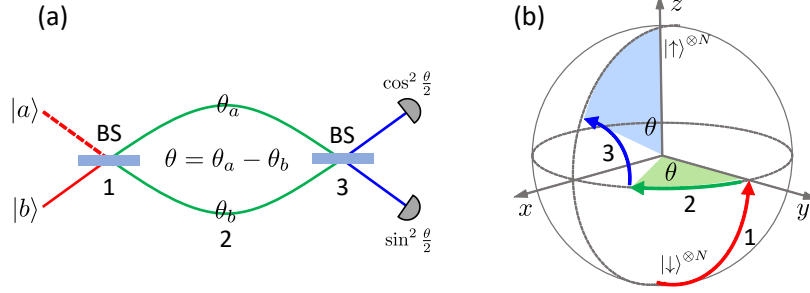 (a)
|a⟩
|b⟩
BS
1
θ_a
θ = θ_a − θ_b
θ_b
2
BS
3
cos² θ/2
sin² θ/2
(b)
z
|↑⟩^{⊗N}
θ
3
θ
2
x
y
1
|↓⟩^{⊗N}